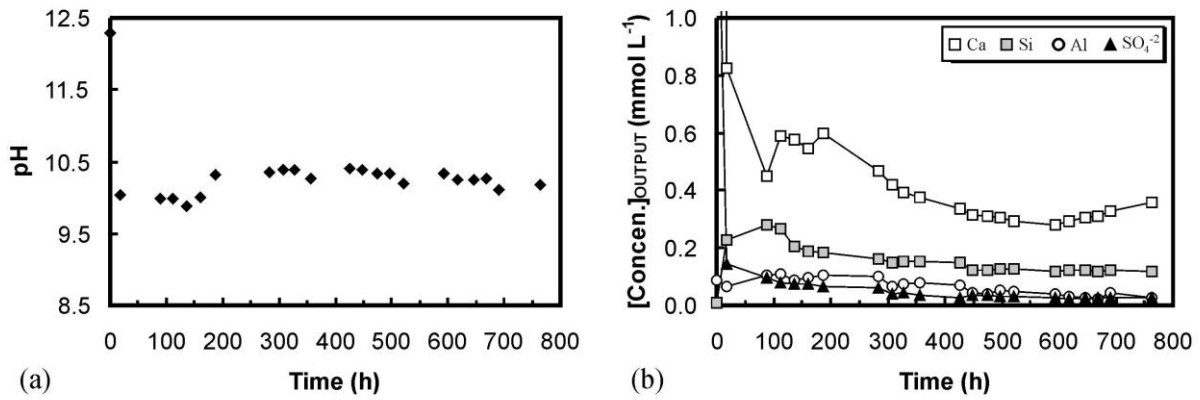 12.5
11.5
10.5
9.5
8.5
pH
0 100 200 300 400 500 600 700 800
Time (h)
(a)
1.0
0.8
0.6
0.4
0.2
0.0
[Concen.]OUTPUT (mmol L⁻¹)
Ca Si Al SO₄⁻²
0 100 200 300 400 500 600 700 800
Time (h)
(b)